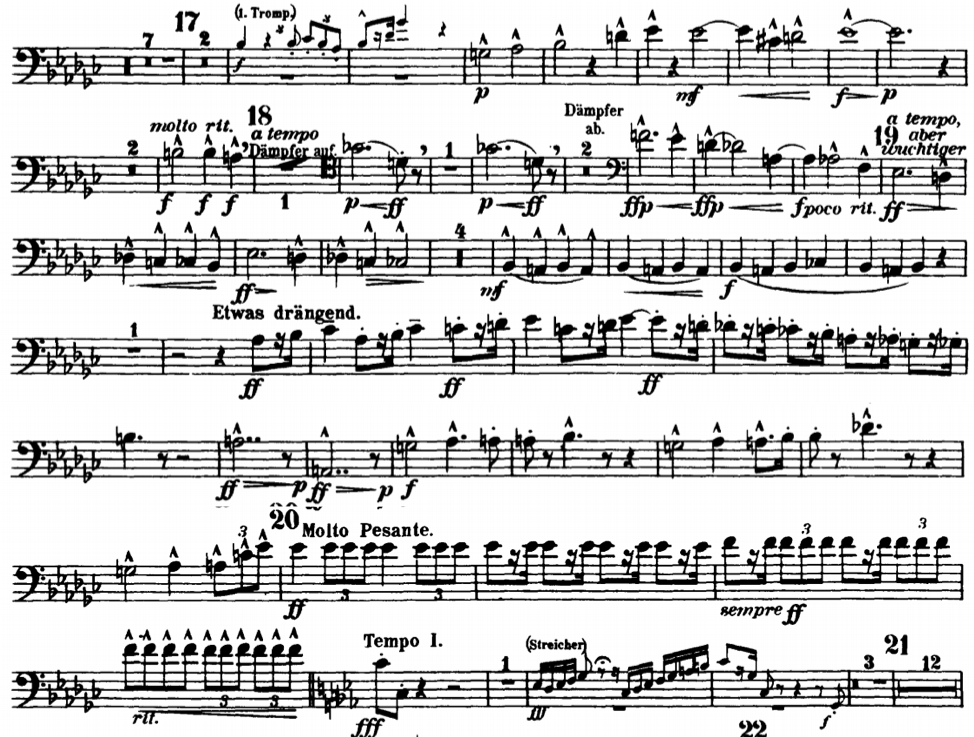 17 (1. Tromp.)
7 2 f
p mf f p
Dämpfer
18 ab. a tempo,
2 molto rit. a tempo 19 aber
Dämpfer auf. 1 2 wuchtiger
f f f 1 p ff p ff ffp ffp f poco rit. ff
4
ff mf f
1 Etwas drängend.
ff ff ff
ff p ff p f
20 Molto Pesante.
3 3 3
ff 3 3 sempre ff
Tempo I. (Streicher) 21
1 3 12
rit. 3 3 fff ff f
22